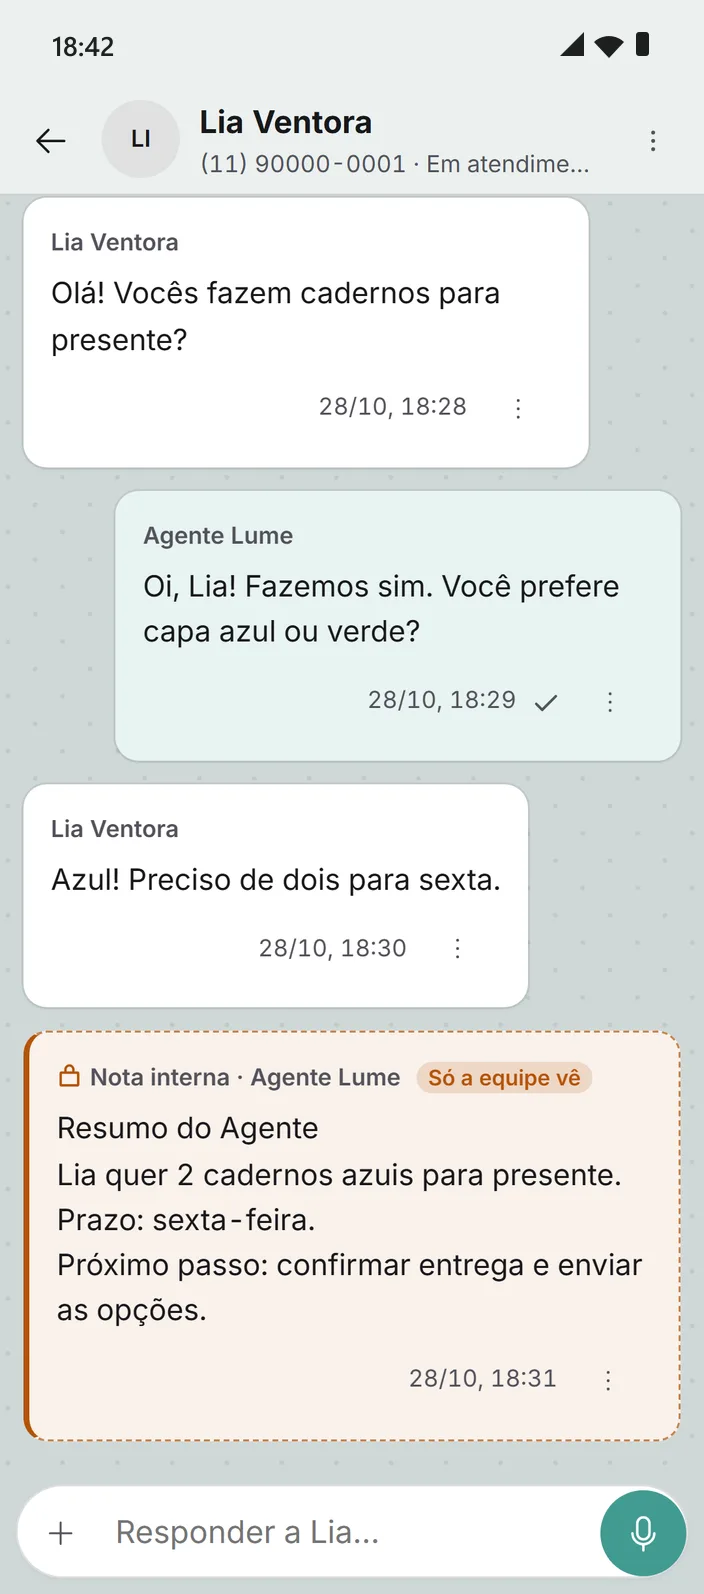 18:42
LI
Lia Ventora
(11) 90000-0001 · Em atendime...
Lia Ventora
Olá! Vocês fazem cadernos para
presente?
28/10, 18:28
Agente Lume
Oi, Lia! Fazemos sim. Você prefere
capa azul ou verde?
28/10, 18:29
Lia Ventora
Azul! Preciso de dois para sexta.
28/10, 18:30
Nota interna · Agente Lume Só a equipe vê
Resumo do Agente
Lia quer 2 cadernos azuis para presente.
Prazo: sexta-feira.
Próximo passo: confirmar entrega e enviar
as opções.
28/10, 18:31
Responder a Lia...